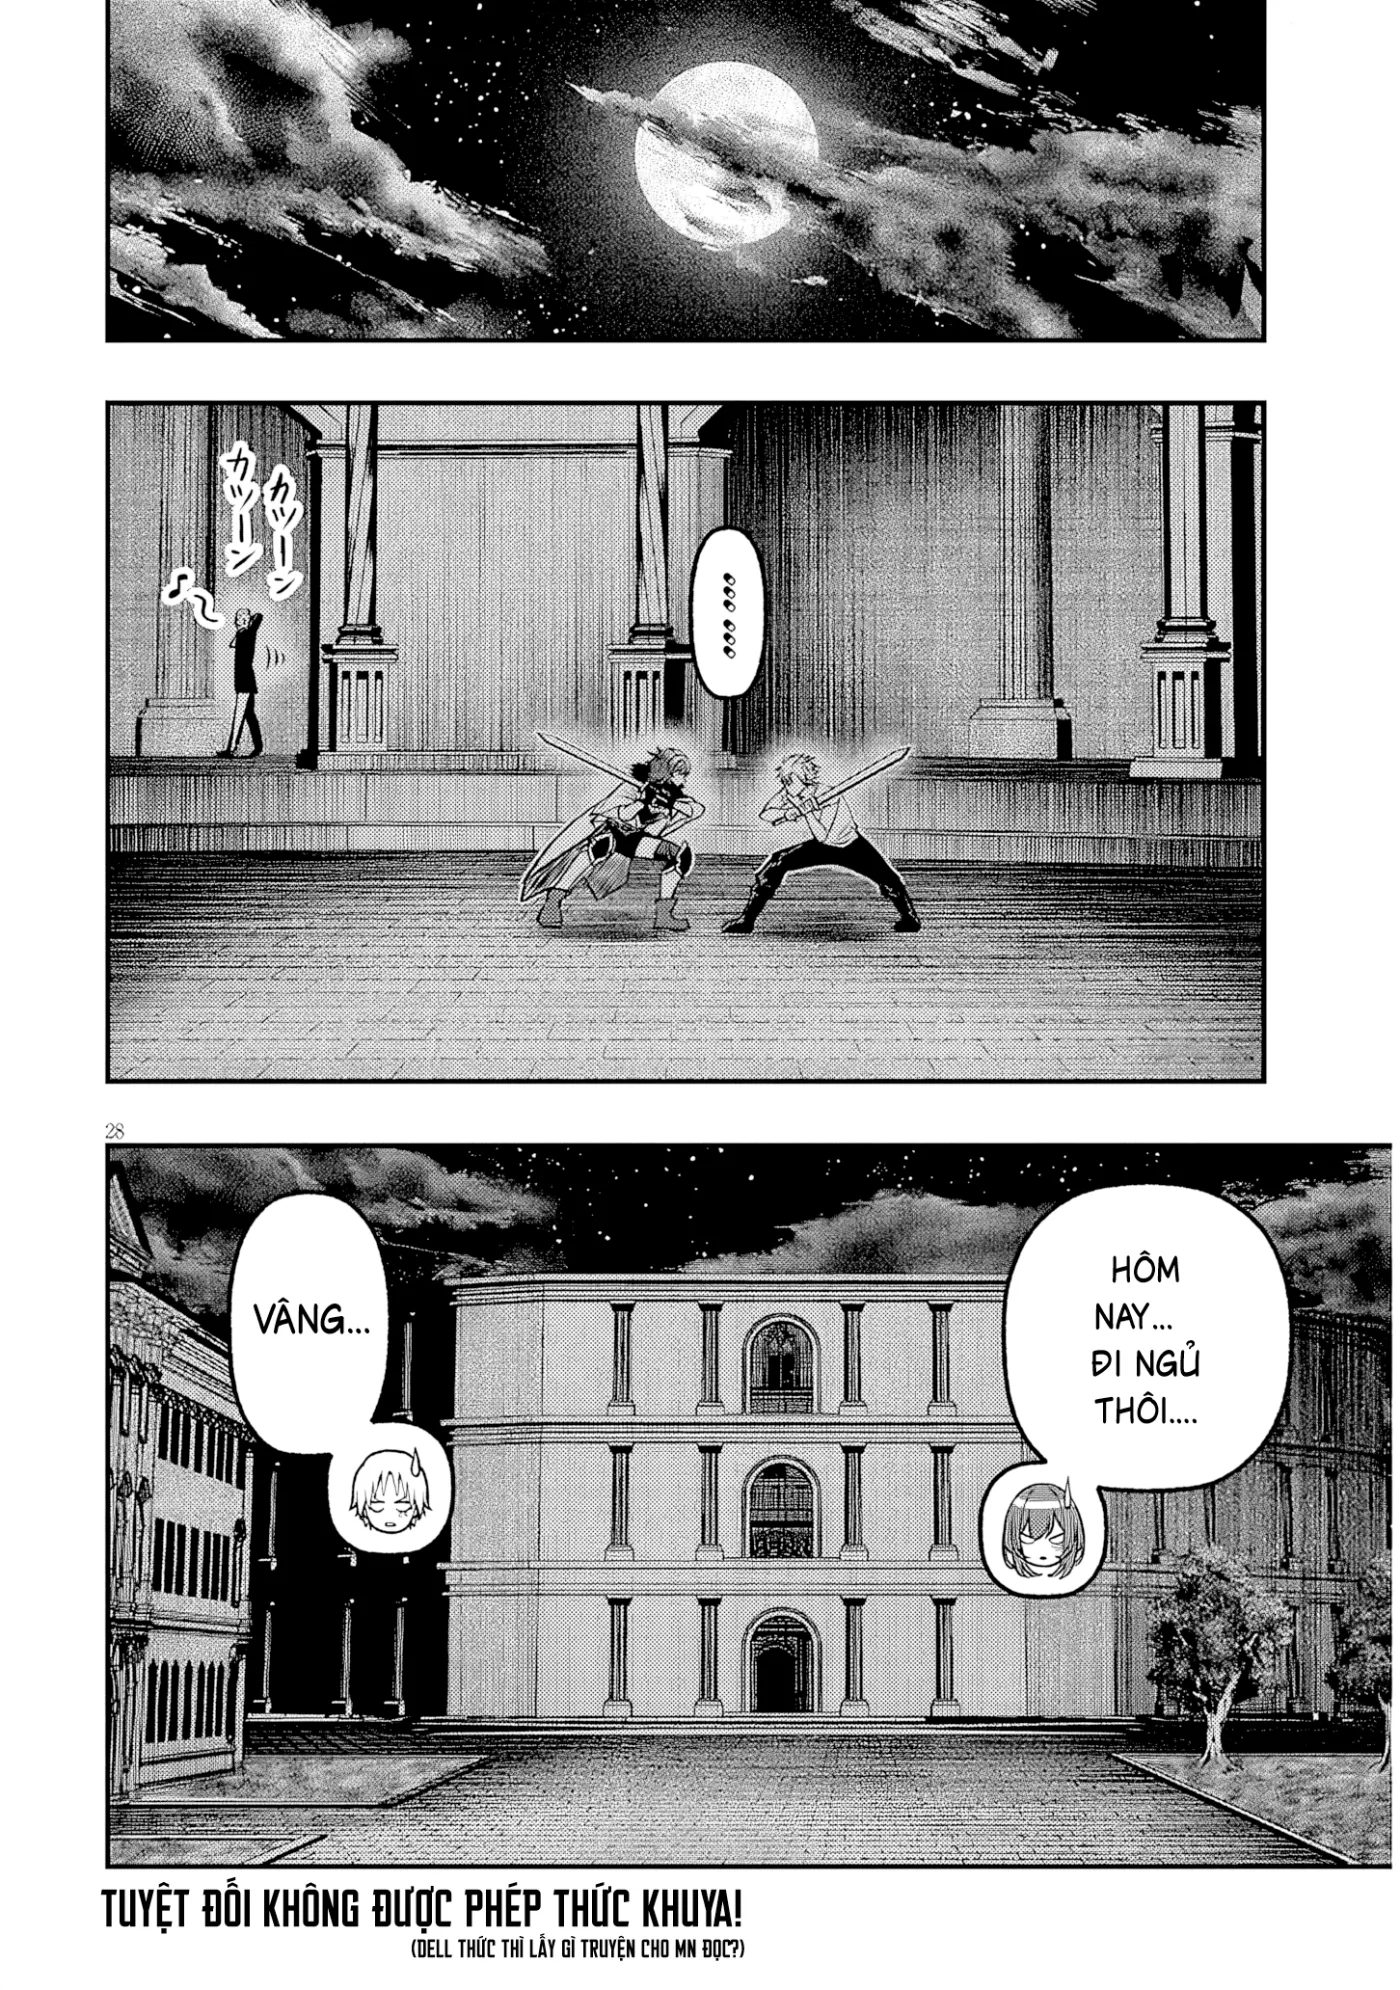 カツーン
カツーン
‥‥‥
28
HÔM
NAY...
ĐI NGỦ
THÔI....
VÂNG...
TUYỆT ĐỐI KHÔNG ĐƯỢC PHÉP THỨC KHUYA!
(DELL THỨC THÌ LẤY GÌ TRUYỆN CHO MN ĐỌC?)